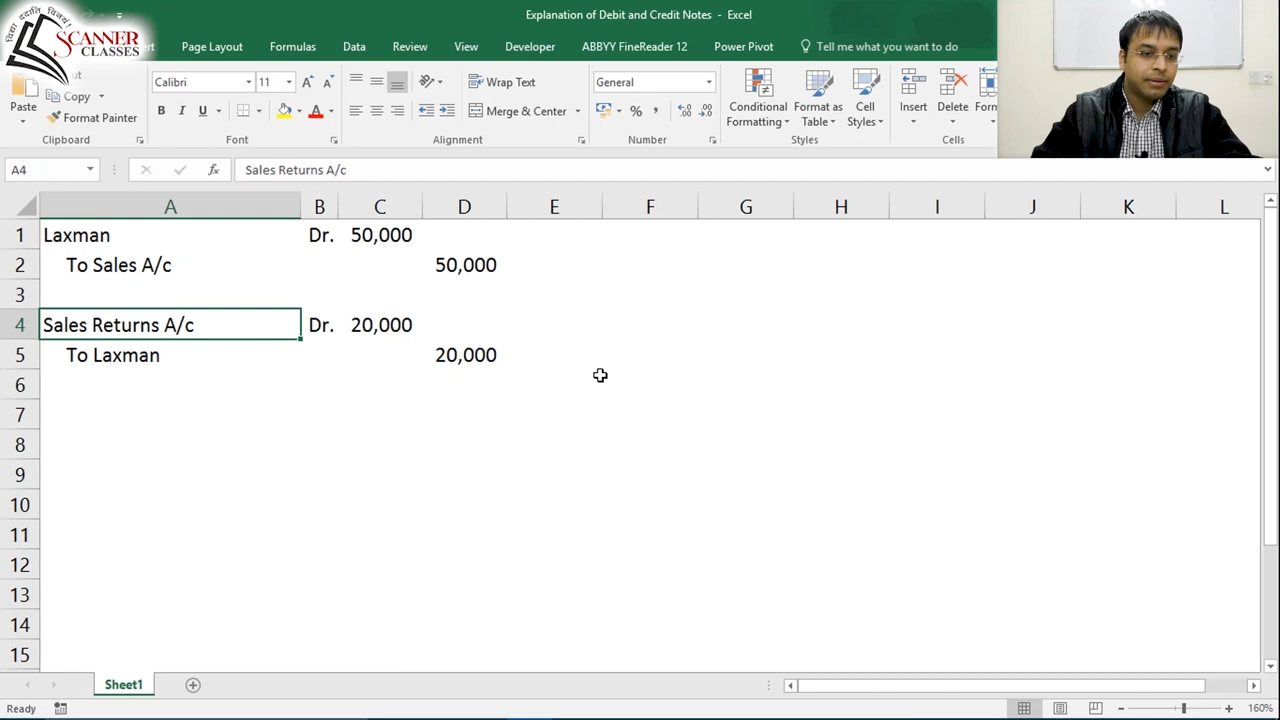 विद्या ददाति विनयम्
SCANNER
CLASSES
Explanation of Debit and Credit Notes - Excel
Page Layout Formulas Data Review View Developer ABBYY FineReader 12 Power Pivot Tell me what you want to do
Paste
Copy
Format Painter
Clipboard
Calibri 11
B I U
Font
Wrap Text
Merge & Center
Alignment
General
Number
Conditional Formatting
Format as Table
Cell Styles
Styles
Insert
Delete
Cells
A4 fx Sales Returns A/c
A B C D E F G H I J K L
1 Laxman Dr. 50,000
2 To Sales A/c 50,000
3
4 Sales Returns A/c Dr. 20,000
5 To Laxman 20,000
6
7
8
9
10
11
12
13
14
15
Sheet1
Ready 160%